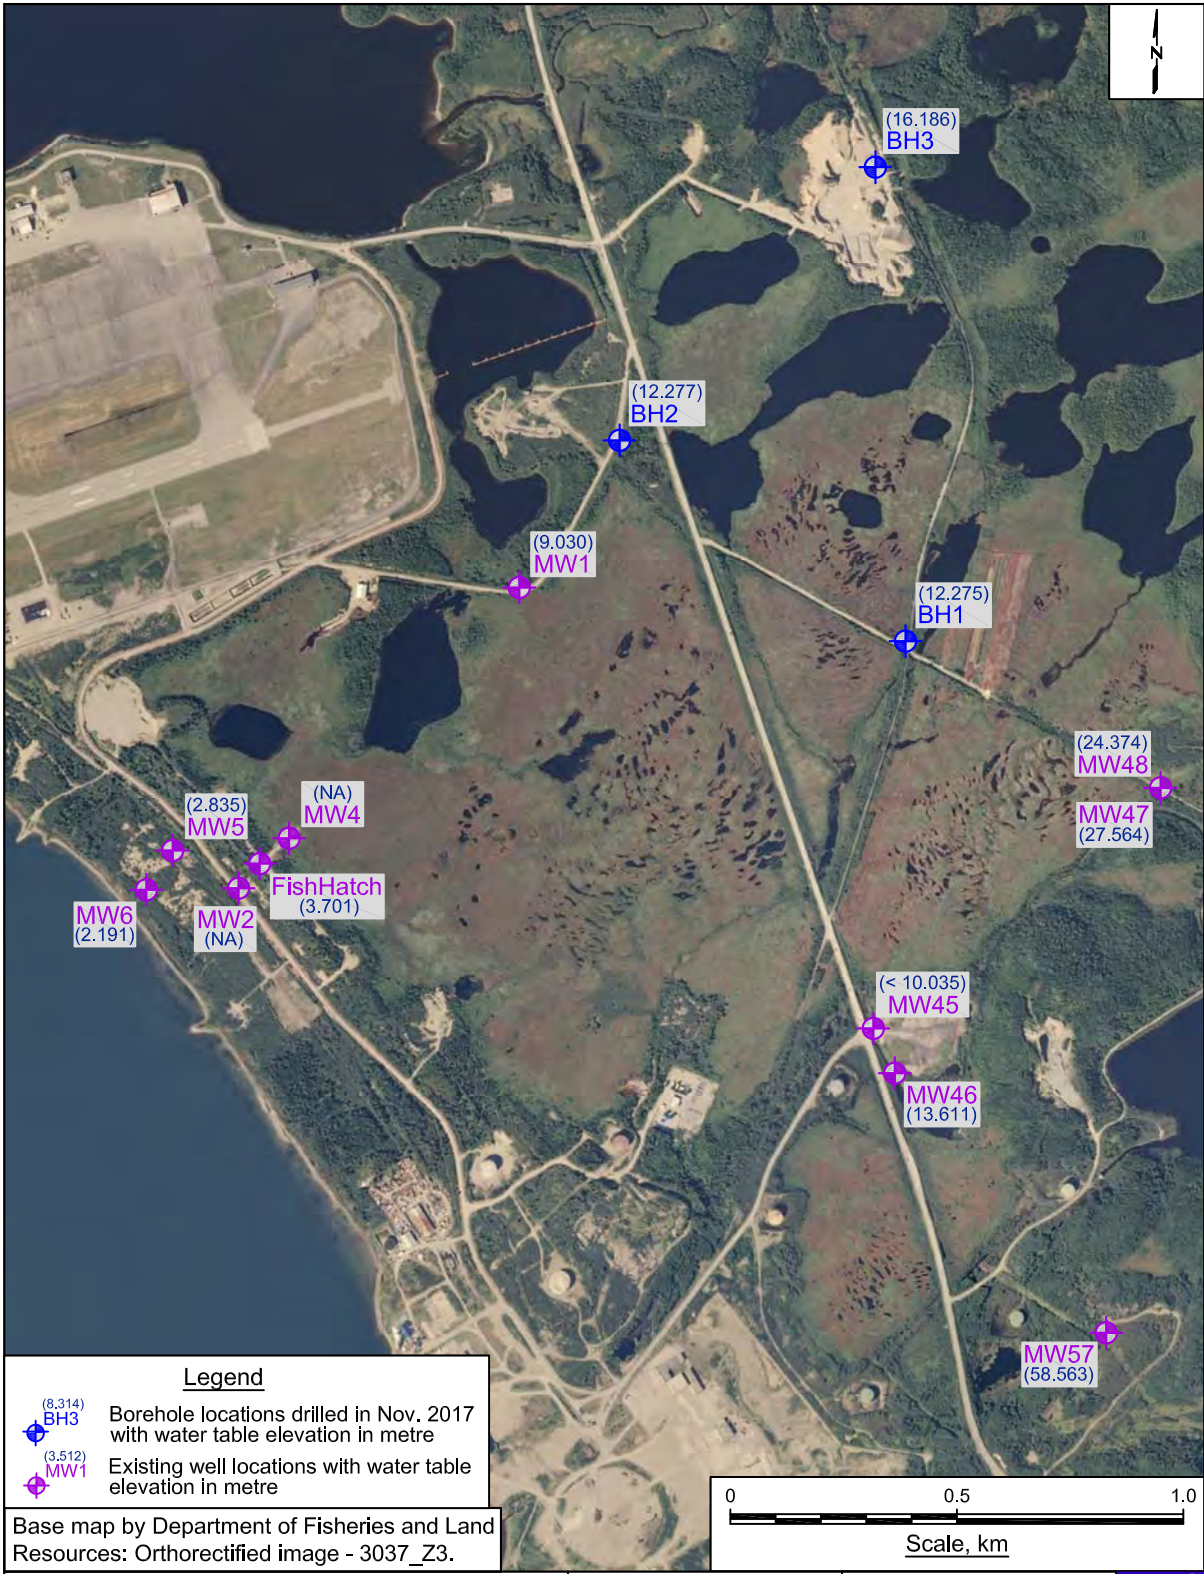 N
(16.186)
BH3
(12.277)
BH2
(9.030)
MW1
(12.275)
BH1
(24.374)
MW48
MW47
(27.564)
(NA)
MW4
(2.835)
MW5
FishHatch
(3.701)
MW6
(2.191)
MW2
(NA)
(< 10.035)
MW45
MW46
(13.611)
MW57
(58.563)
Legend
(8.314)
BH3
Borehole locations drilled in Nov. 2017
with water table elevation in metre
(3.512)
MW1
Existing well locations with water table
elevation in metre
Base map by Department of Fisheries and Land
Resources: Orthorectified image - 3037_Z3.
0 0.5 1.0
Scale, km